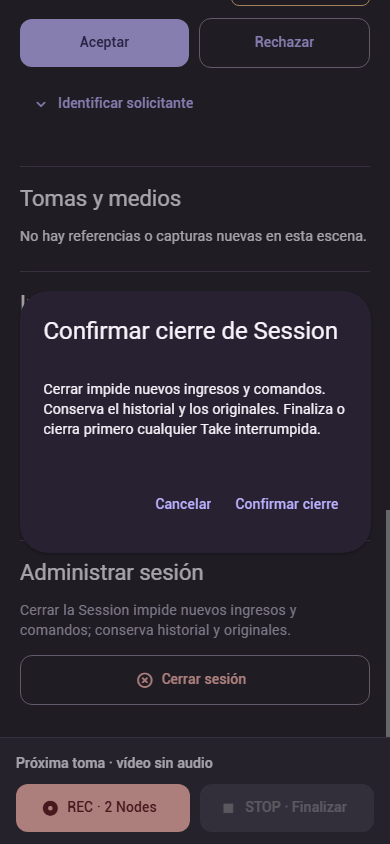 Aceptar
Rechazar
Identificar solicitante
Tomas y medios
No hay referencias o capturas nuevas en esta escena.
Confirmar cierre de Session
Cerrar impide nuevos ingresos y comandos.
Conserva el historial y los originales. Finaliza o
cierra primero cualquier Take interrumpida.
Cancelar
Confirmar cierre
Administrar sesión
Cerrar la Session impide nuevos ingresos y
comandos; conserva historial y originales.
Cerrar sesión
Próxima toma · vídeo sin audio
REC · 2 Nodes
STOP · Finalizar